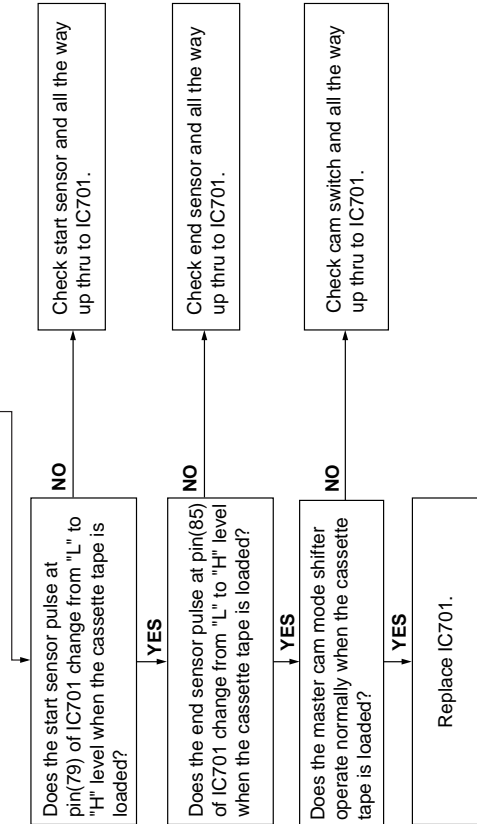 Does the start sensor pulse at
pin(79) of IC701 change from "L" to
"H" level when the cassette tape is
loaded?
NO
Check start sensor and all the way
up thru to IC701.
YES
Does the end sensor pulse at pin(85)
of IC701 change from "L" to "H" level
when the cassette tape is loaded?
NO
Check end sensor and all the way
up thru to IC701.
YES
Does the master cam mode shifter
operate normally when the cassette
tape is loaded?
NO
Check cam switch and all the way
up thru to IC701.
YES
Replace IC701.